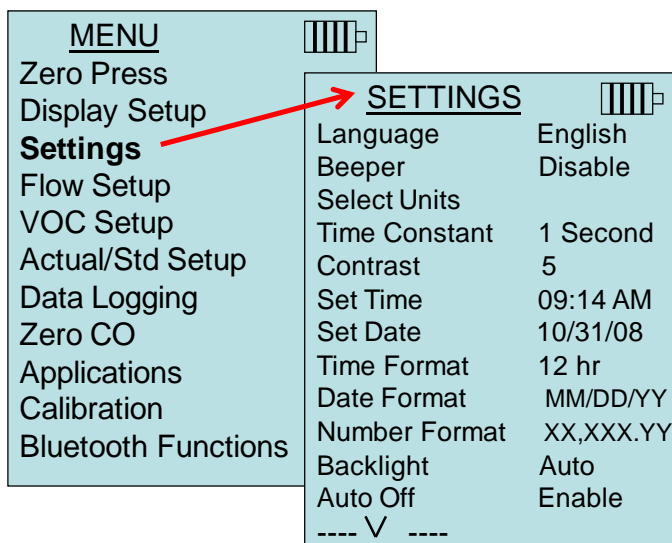 MENU
Zero Press
Display Setup
Settings
Flow Setup
VOC Setup
Actual/Std Setup
Data Logging
Zero CO
Applications
Calibration
Bluetooth Functions
SETTINGS
Language English
Beeper Disable
Select Units
Time Constant 1 Second
Contrast 5
Set Time 09:14 AM
Set Date 10/31/08
Time Format 12 hr
Date Format MM/DD/YY
Number Format XX,XXX.YY
Backlight Auto
Auto Off Enable
---- V ----